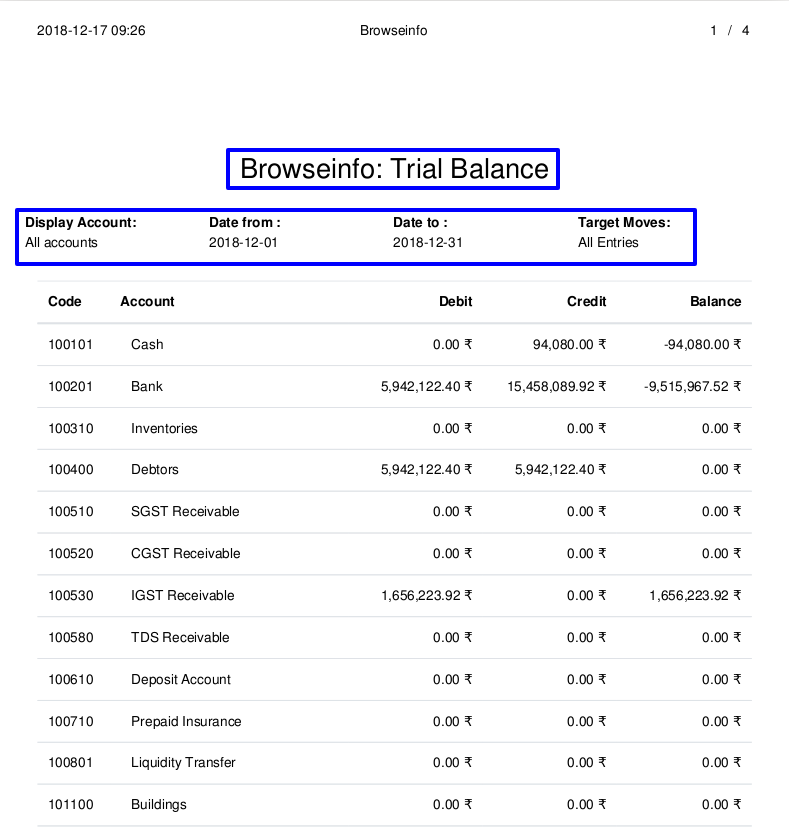 2018-12-17 09:26 Browseinfo 1 / 4
Browseinfo: Trial Balance
Display Account: Date from : Date to : Target Moves:
All accounts 2018-12-01 2018-12-31 All Entries
Code Account Debit Credit Balance
100101 Cash 0.00 ₹ 94,080.00 ₹ -94,080.00 ₹
100201 Bank 5,942,122.40 ₹ 15,458,089.92 ₹ -9,515,967.52 ₹
100310 Inventories 0.00 ₹ 0.00 ₹ 0.00 ₹
100400 Debtors 5,942,122.40 ₹ 5,942,122.40 ₹ 0.00 ₹
100510 SGST Receivable 0.00 ₹ 0.00 ₹ 0.00 ₹
100520 CGST Receivable 0.00 ₹ 0.00 ₹ 0.00 ₹
100530 IGST Receivable 1,656,223.92 ₹ 0.00 ₹ 1,656,223.92 ₹
100580 TDS Receivable 0.00 ₹ 0.00 ₹ 0.00 ₹
100610 Deposit Account 0.00 ₹ 0.00 ₹ 0.00 ₹
100710 Prepaid Insurance 0.00 ₹ 0.00 ₹ 0.00 ₹
100801 Liquidity Transfer 0.00 ₹ 0.00 ₹ 0.00 ₹
101100 Buildings 0.00 ₹ 0.00 ₹ 0.00 ₹